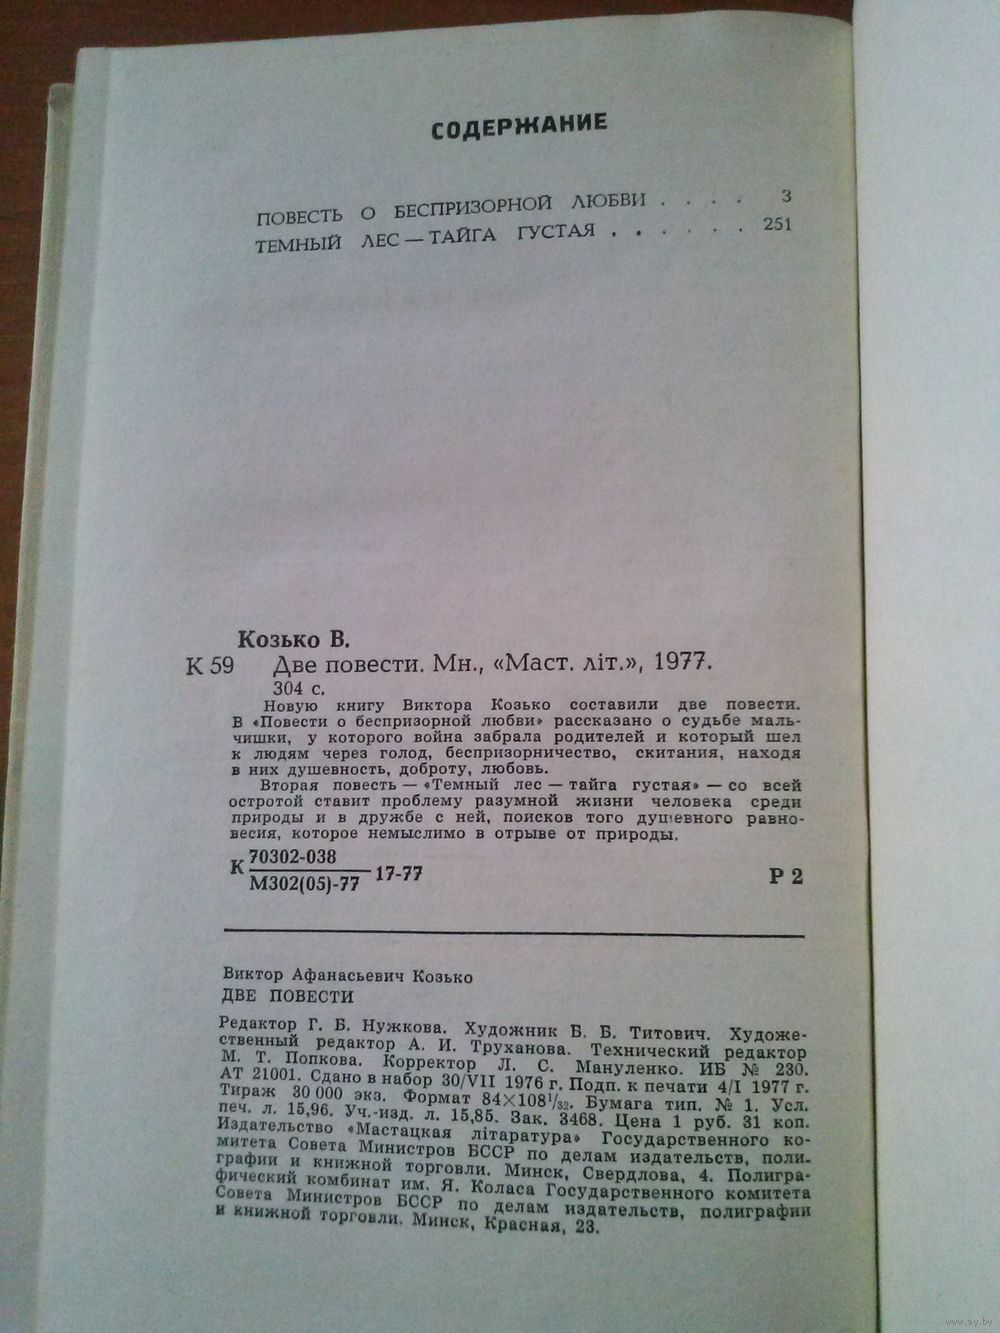 СОДЕРЖАНИЕ
ПОВЕСТЬ О БЕСПРИЗОРНОЙ ЛЮБВИ . . . . 3
ТЕМНЫЙ ЛЕС — ТАЙГА ГУСТАЯ . . . . . . 251
Козько В.
К 59 Две повести. Мн., «Маст. літ.», 1977.
304 с.
Новую книгу Виктора Козько составили две повести.
В «Повести о беспризорной любви» рассказано о судьбе маль-
чишки, у которого война забрала родителей и который шел
к людям через голод, беспризорничество, скитания, находя
в них душевность, доброту, любовь.
Вторая повесть — «Темный лес — тайга густая» — со всей
остротой ставит проблему разумной жизни человека среди
природы и в дружбе с ней, поисков того душевного равно-
весия, которое немыслимо в отрыве от природы.
К 70302-038
М302(05)-77 17-77 Р 2
Виктор Афанасьевич Козько
ДВЕ ПОВЕСТИ
Редактор Г. Б. Нужкова. Художник Б. Б. Титович. Художе-
ственный редактор А. И. Труханова. Технический редактор
М. Т. Попкова. Корректор Л. С. Мануленко. ИБ № 230.
АТ 21001. Сдано в набор 30/VII 1976 г. Подп. к печати 4/I 1977 г.
Тираж 30 000 экз. Формат 84×108¹/₃₂. Бумага тип. № 1. Усл.
печ. л. 15,96. Уч.-изд. л. 15,85. Зак. 3468. Цена 1 руб. 31 коп.
Издательство «Мастацкая літаратура» Государственного ко-
митета Совета Министров БССР по делам издательств, поли-
графии и книжной торговли. Минск, Свердлова, 4. Полигра-
фический комбинат им. Я. Коласа Государственного комитета
Совета Министров БССР по делам издательств, полиграфии
и книжной торговли. Минск, Красная, 23.
www.ay.by